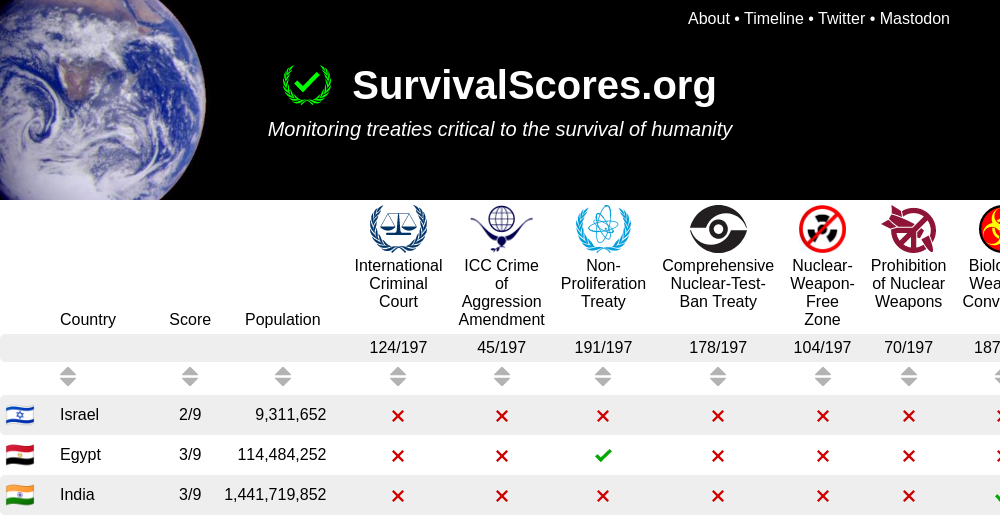 About • Timeline • Twitter • Mastodon
SurvivalScores.org
Monitoring treaties critical to the survival of humanity
Country
Score
Population
International
Criminal
Court
ICC Crime
of
Aggression
Amendment
Non-
Proliferation
Treaty
Comprehensive
Nuclear-Test-
Ban Treaty
Nuclear-
Weapon-
Free
Zone
Prohibition
of Nuclear
Weapons
124/197 45/197 191/197 178/197 104/197 70/197
Israel 2/9 9,311,652
Egypt 3/9 114,484,252
India 3/9 1,441,719,852